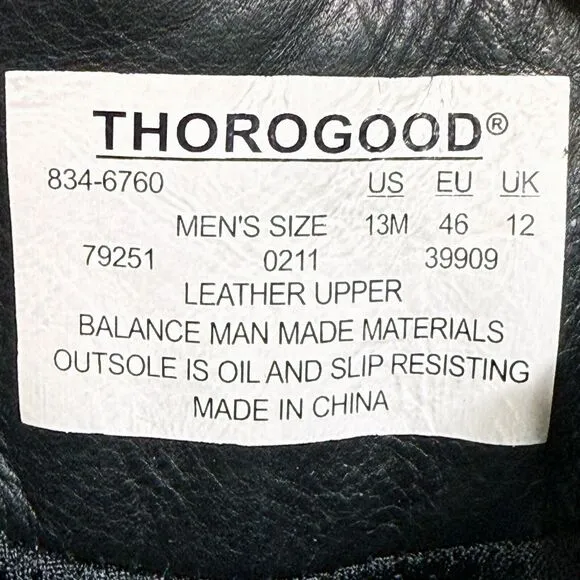 THOROGOOD®
834-6760 US EU UK
MEN'S SIZE 13M 46 12
79251 0211 39909
LEATHER UPPER
BALANCE MAN MADE MATERIALS
OUTSOLE IS OIL AND SLIP RESISTING
MADE IN CHINA